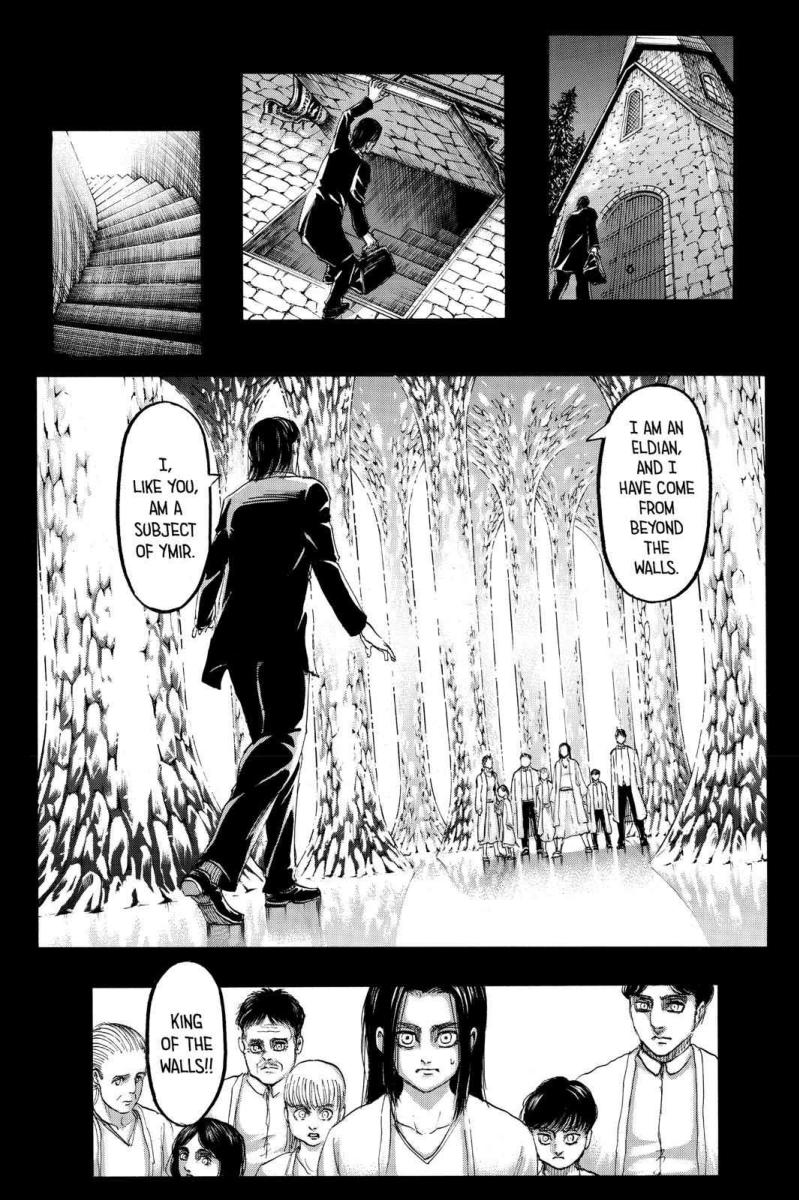 I AM AN
ELDIAN,
AND I
HAVE COME
FROM
BEYOND
THE
WALLS.
I,
LIKE YOU,
AM A
SUBJECT
OF YMIR.
KING
OF THE
WALLS!!